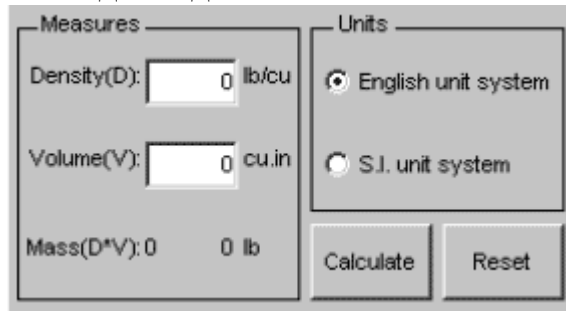 Measures
Density(D): 0 lb/cu
Volume(V): 0 cu.in
Mass(D*V): 0 0 lb
Units
English unit system
S.I. unit system
Calculate Reset